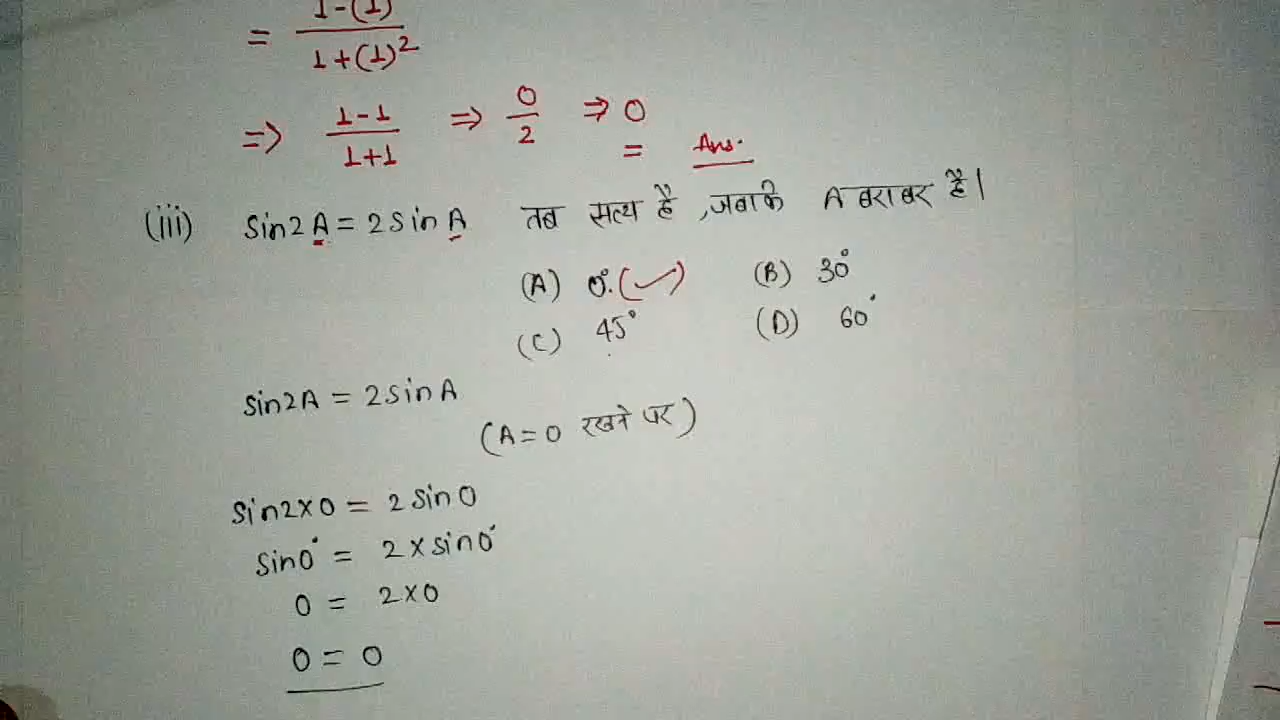 1-(1)
= ―――
1+(1)²
=> 1-1/1+1 => 0/2 => 0
= Ans.
(iii) Sin2A = 2SinA तब सत्य है, जबकि A बराबर है।
(A) 0°. (✓) (B) 30°
(C) 45° (D) 60°
Sin2A = 2SinA
(A=0 रखने पर)
Sin2×0 = 2 Sin0
Sin0° = 2×sin0°
0 = 2×0
0 = 0